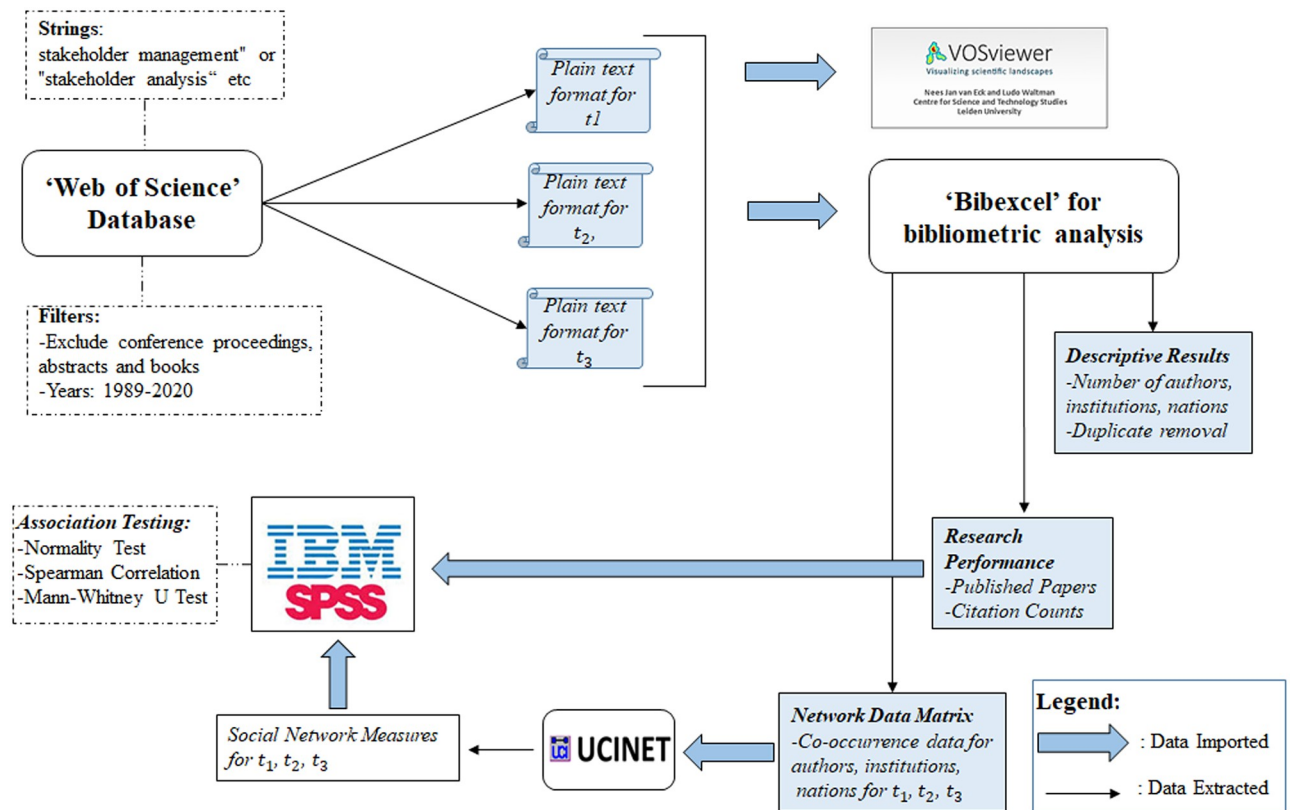 Strings:
stakeholder management" or
"stakeholder analysis“ etc
‘Web of Science’
Database
Filters:
-Exclude conference proceedings,
abstracts and books
-Years: 1989-2020
Plain text
format for
t1
Plain text
format for
t₂,
Plain text
format for
t₃
VOSviewer
Visualizing scientific landscapes
Nees Jan van Eck and Ludo Waltman
Centre for Science and Technology Studies
Leiden University
‘Bibexcel’ for
bibliometric analysis
Descriptive Results
-Number of authors,
institutions, nations
-Duplicate removal
Association Testing:
-Normality Test
-Spearman Correlation
-Mann-Whitney U Test
IBM
SPSS
Research
Performance
-Published Papers
-Citation Counts
Social Network Measures
for t₁, t₂, t₃
UCI UCINET
Network Data Matrix
-Co-occurrence data for
authors, institutions,
nations for t₁, t₂, t₃
Legend:
: Data Imported
: Data Extracted